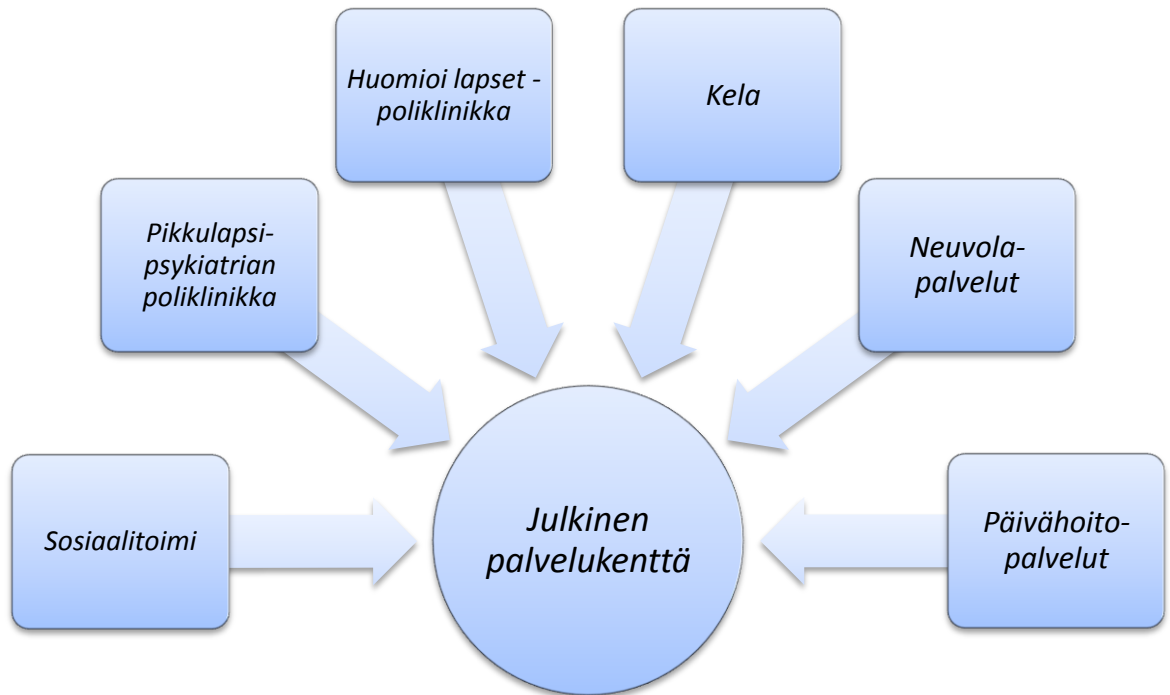 Huomioi lapset -
poliklinikka
Kela
Pikkulapsi-
psykiatrian
poliklinikka
Neuvola-
palvelut
Sosiaalitoimi
Julkinen
palvelukenttä
Päivähoito-
palvelut